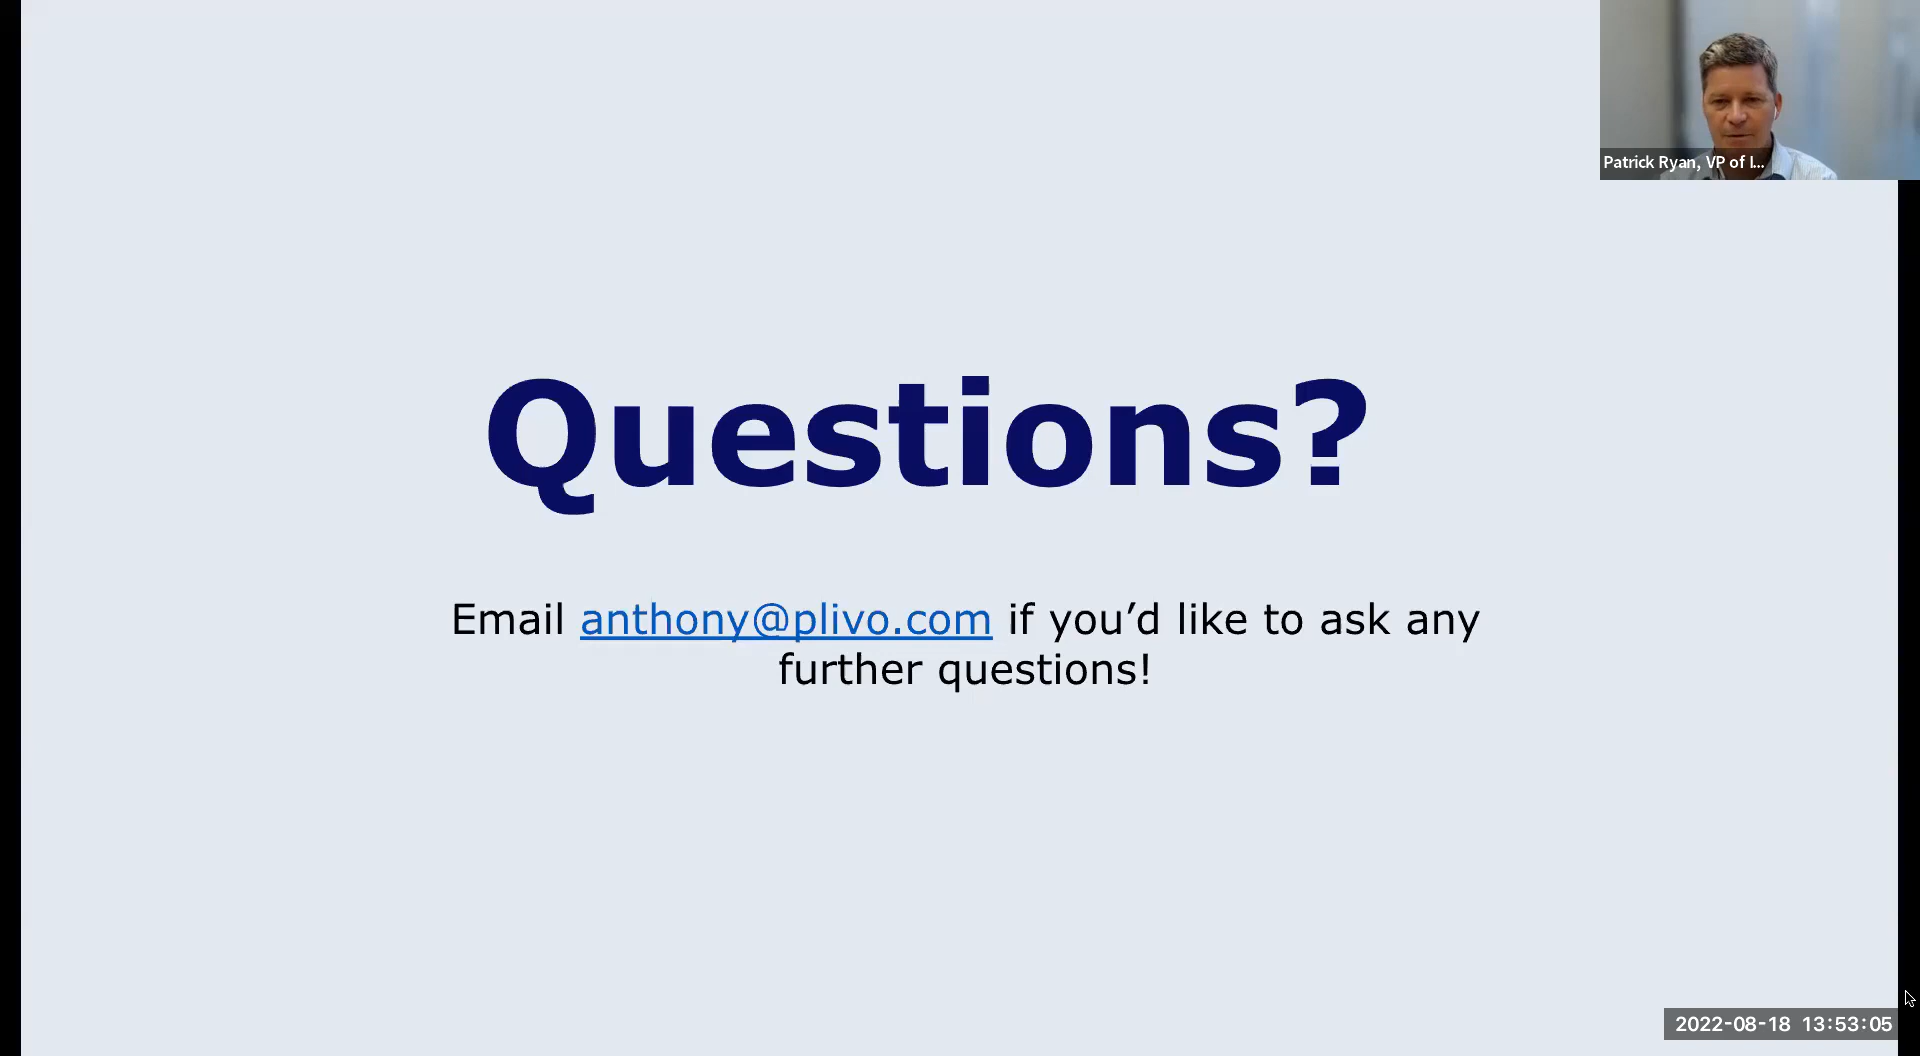 Patrick Ryan, VP of I...
Questions?
Email anthony@plivo.com if you’d like to ask any
further questions!
2022-08-18 13:53:05